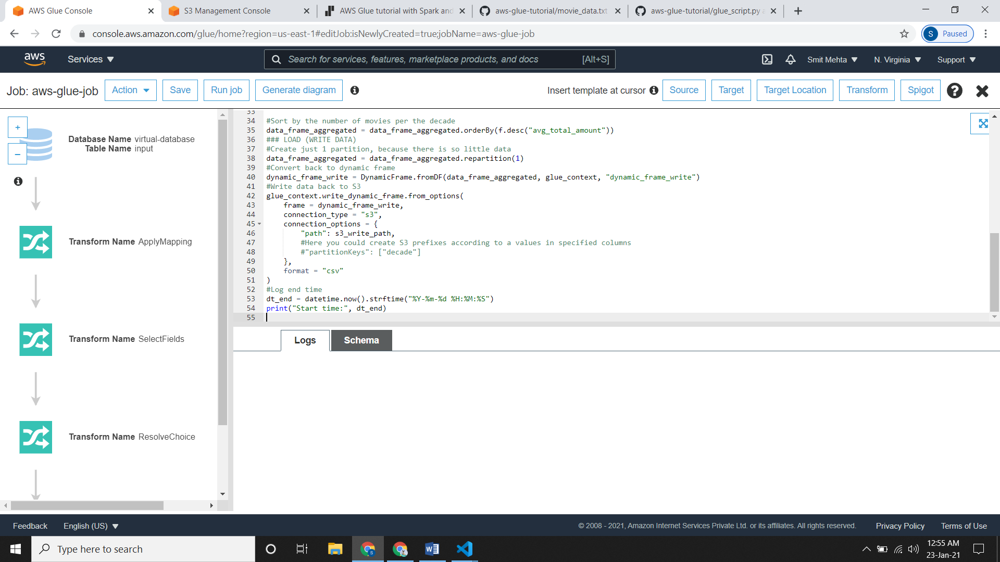 AWS Glue Console
S3 Management Console
AWS Glue tutorial with Spark and
aws-glue-tutorial/movie_data.txt
aws-glue-tutorial/glue_script.py a
console.aws.amazon.com/glue/home?region=us-east-1#editJob:isNewlyCreated=true;jobName=aws-glue-job
S Paused
aws
Services
Search for services, features, marketplace products, and docs [Alt+S]
Smit Mehta
N. Virginia
Support
Job: aws-glue-job
Action
Save
Run job
Generate diagram
Insert template at cursor
Source
Target
Target Location
Transform
Spigot
Database Name virtual-database
Table Name input
Transform Name ApplyMapping
Transform Name SelectFields
Transform Name ResolveChoice
33
34 #Sort by the number of movies per the decade
35 data_frame_aggregated = data_frame_aggregated.orderBy(f.desc("avg_total_amount"))
36 ### LOAD (WRITE DATA)
37 #Create just 1 partition, because there is so little data
38 data_frame_aggregated = data_frame_aggregated.repartition(1)
39 #Convert back to dynamic frame
40 dynamic_frame_write = DynamicFrame.fromDF(data_frame_aggregated, glue_context, "dynamic_frame_write")
41 #Write data back to S3
42 glue_context.write_dynamic_frame.from_options(
43 frame = dynamic_frame_write,
44 connection_type = "s3",
45 connection_options = {
46 "path": s3_write_path,
47 #Here you could create S3 prefixes according to a values in specified columns
48 #"partitionKeys": ["decade"]
49 },
50 format = "csv"
51 )
52 #Log end time
53 dt_end = datetime.now().strftime("%Y-%m-%d %H:%M:%S")
54 print("Start time:", dt_end)
55
Logs
Schema
Feedback
English (US)
© 2008 - 2021, Amazon Internet Services Private Ltd. or its affiliates. All rights reserved.
Privacy Policy
Terms of Use
Type here to search
12:55 AM
23-Jan-21